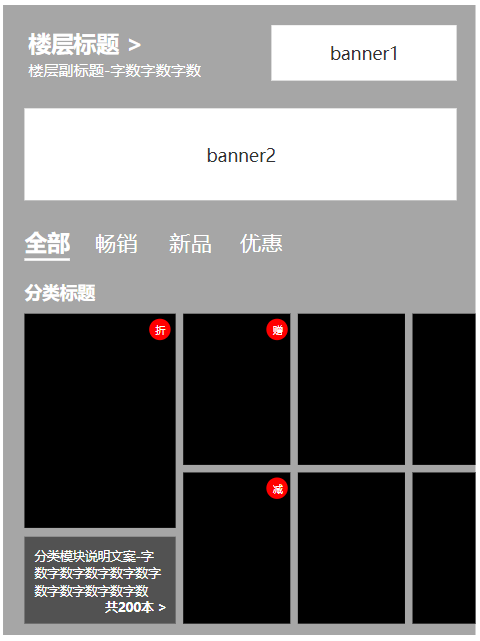 楼层标题 >
banner1
楼层副标题-字数字数字数
banner2
全部 畅销 新品 优惠
分类标题
折
赠
减
分类模块说明文案-字
数字数字数字数字数字
数字数字数字数字数
共200本 >